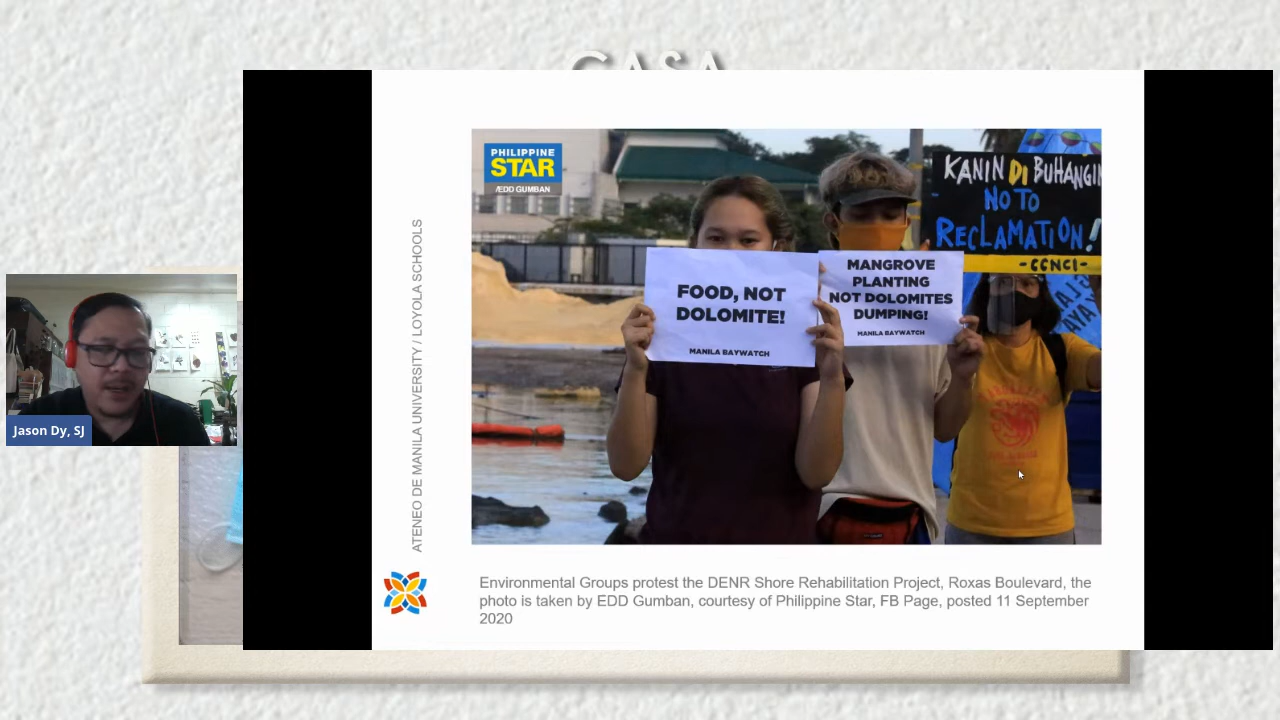 CASA
PHILIPPINE
STAR
/EDD GUMBAN
KANIN DI BUHANGIN
NO TO
RECLAMATION!
-CCNCI-
FOOD, NOT
DOLOMITE!
MANILA BAYWATCH
MANGROVE
PLANTING
NOT DOLOMITES
DUMPING!
MANILA BAYWATCH
ATENEO DE MANILA UNIVERSITY / LOYOLA SCHOOLS
Jason Dy, SJ
Environmental Groups protest the DENR Shore Rehabilitation Project, Roxas Boulevard, the
photo is taken by EDD Gumban, courtesy of Philippine Star, FB Page, posted 11 September
2020